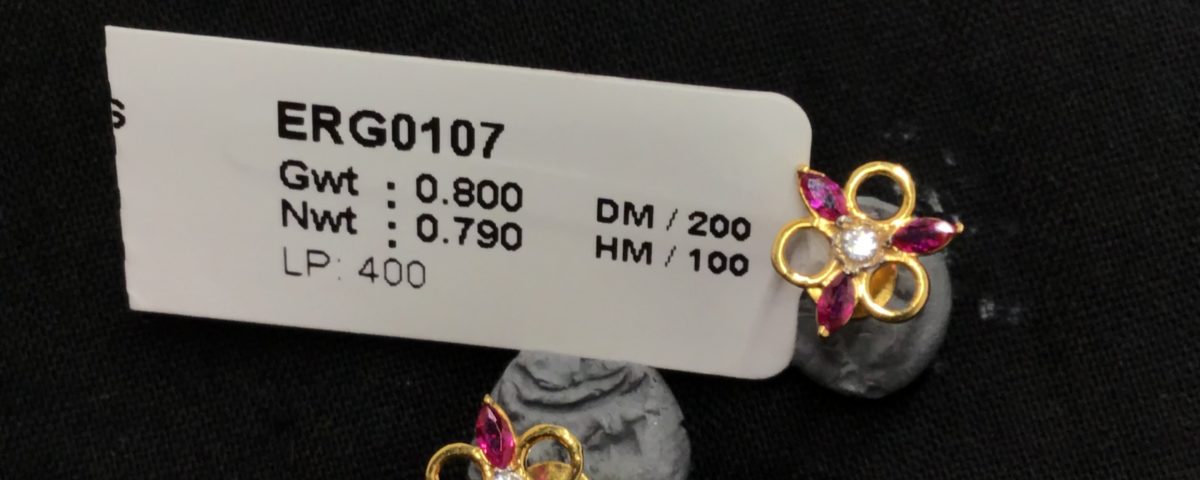 S
ERG0107
Gwt : 0.800
Nwt : 0.790
LP: 400
DM / 200
HM / 100